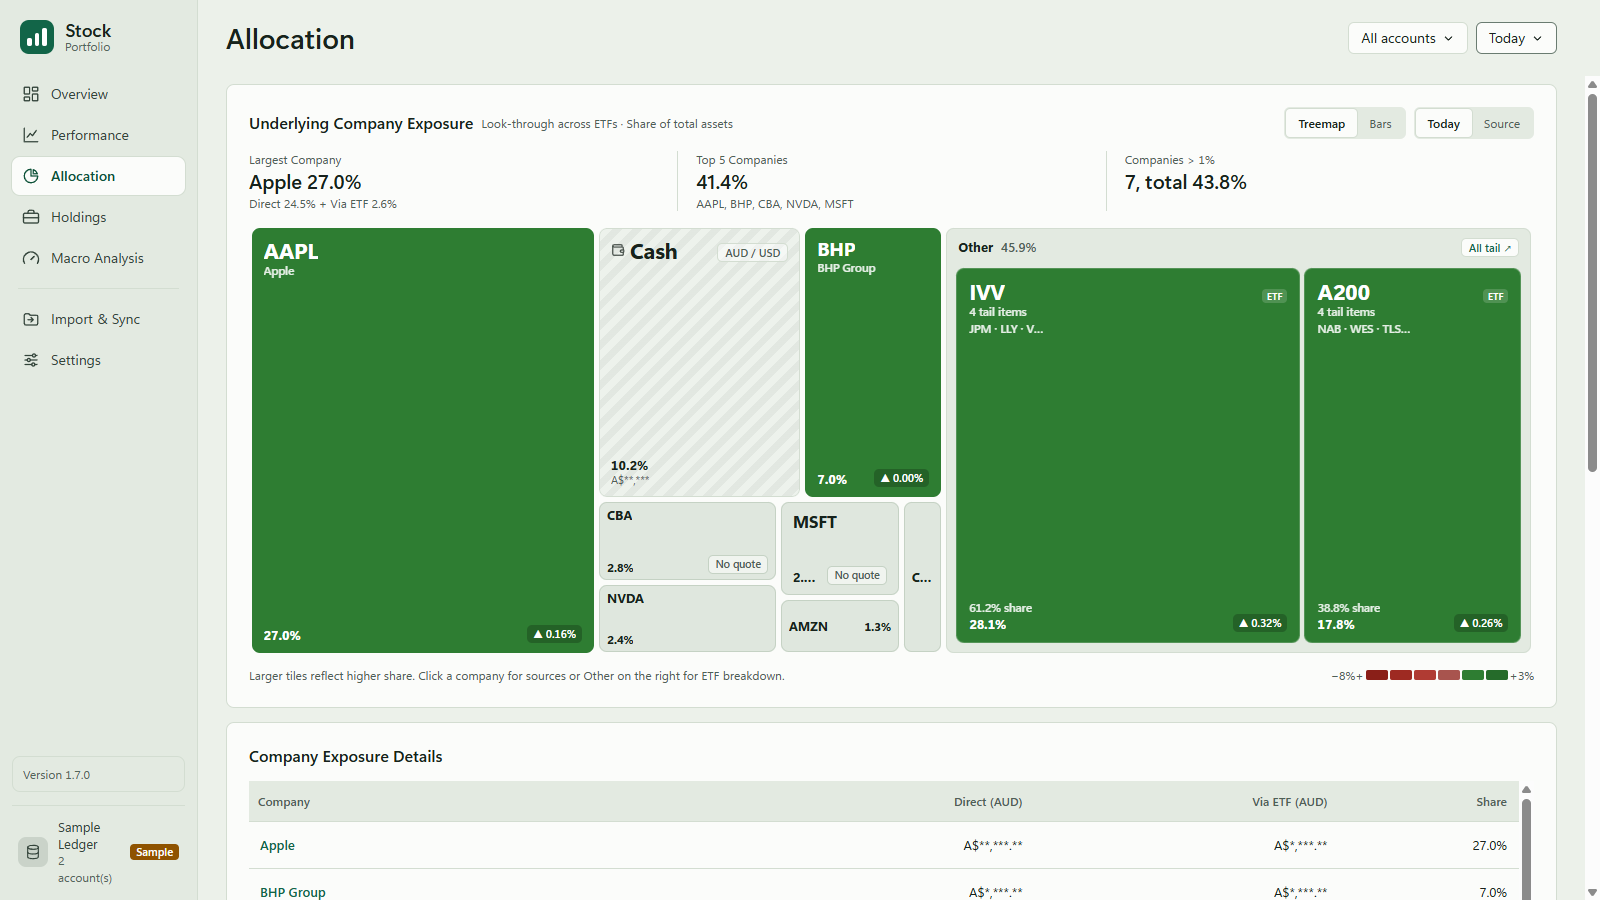 Stock
Portfolio
Overview
Performance
Allocation
Holdings
Macro Analysis
Import & Sync
Settings
Version 1.7.0
Sample
Ledger
2
account(s)
Sample
Allocation
All accounts
Today
Underlying Company Exposure
Look-through across ETFs · Share of total assets
Treemap
Bars
Today
Source
Largest Company
Apple 27.0%
Direct 24.5% + Via ETF 2.6%
Top 5 Companies
41.4%
AAPL, BHP, CBA, NVDA, MSFT
Companies > 1%
7, total 43.8%
AAPL
Apple
27.0%
▲ 0.16%
Cash
AUD / USD
10.2%
A$**,***
BHP
BHP Group
7.0%
▲ 0.00%
CBA
2.8%
No quote
NVDA
2.4%
MSFT
2....
No quote
AMZN
1.3%
C...
Other 45.9%
All tail ↗
IVV
ETF
4 tail items
JPM · LLY · V...
61.2% share
28.1%
▲ 0.32%
A200
ETF
4 tail items
NAB · WES · TLS...
38.8% share
17.8%
▲ 0.26%
Larger tiles reflect higher share. Click a company for sources or Other on the right for ETF breakdown.
−8%+
+3%
Company Exposure Details
Company
Direct (AUD)
Via ETF (AUD)
Share
Apple
A$**,***.**
A$*,***.**
27.0%
BHP Group
A$*,***.**
A$*,***.**
7.0%